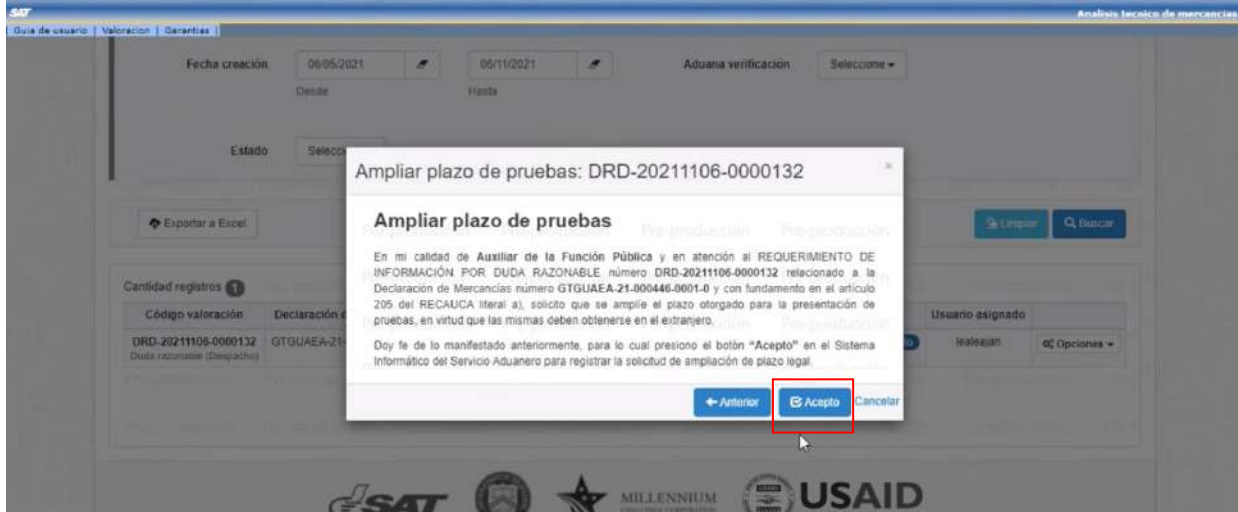 SAT
Analisis tecnico de mercancias
Guia de usuario | Valoracion | Garantias |
Fecha creación 06/05/2021 06/11/2021 Aduana verificación Seleccione
Desde Hasta
Estado
Ampliar plazo de pruebas: DRD-20211106-0000132 ×
Ampliar plazo de pruebas
En mi calidad de Auxiliar de la Función Pública y en atención al REQUERIMIENTO DE
INFORMACIÓN POR DUDA RAZONABLE número DRD-20211106-0000132 relacionado a la
Declaración de Mercancías número GTGUAEA-21-000446-0001-0 y con fundamento en el artículo
205 del RECAUCA literal a), solicito que se amplíe el plazo otorgado para la presentación de
pruebas, en virtud que las mismas deben obtenerse en el extranjero.
Doy fe de lo manifestado anteriormente, para lo cual presiono el botón "Acepto" en el Sistema
Informático del Servicio Aduanero para registrar la solicitud de ampliación de plazo legal.
Anterior Acepto Cancelar
Exportar a Excel Limpiar Buscar
Cantidad registros 1
Código valoración Declaración Usuario asignado
DRD-20211106-0000132 GTGUAEA-21- lealeajan Opciones
Duda razonable (Despacho)
SAT MILLENNIUM USAID